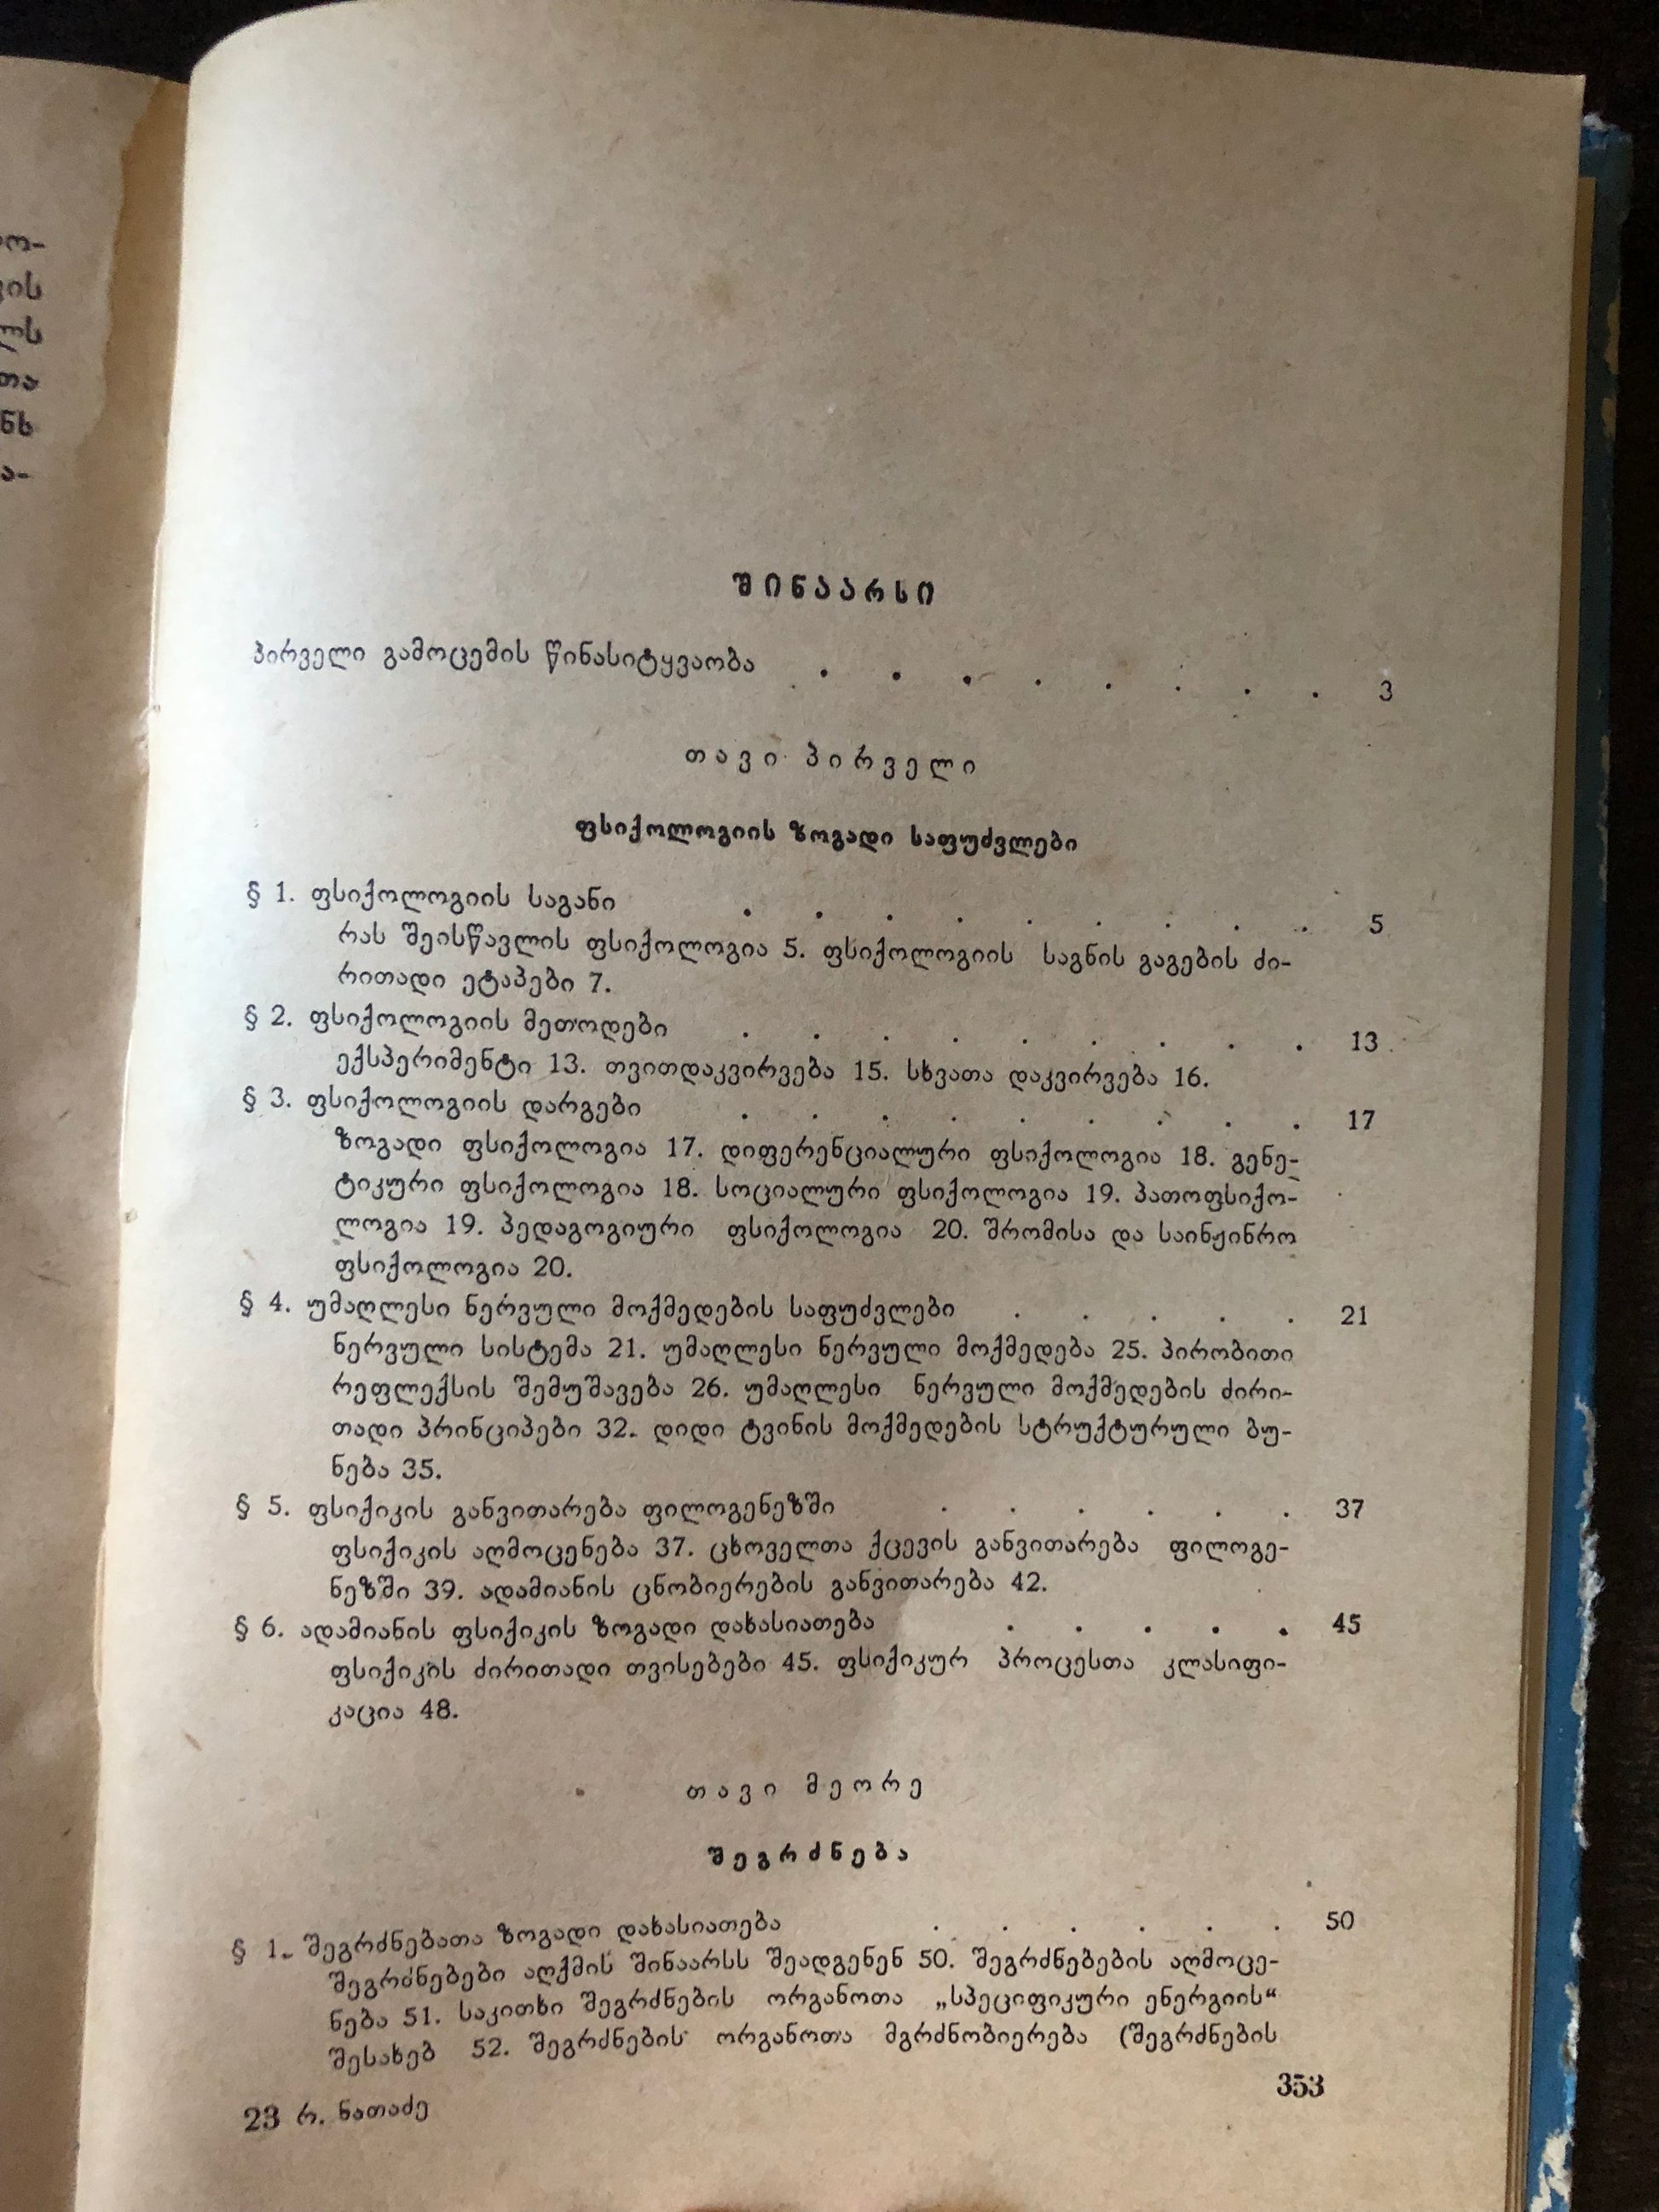 შინაარსი
პირველი გამოცემის წინასიტყვაობა . . . . . . . . 3
თავი პირველი
ფსიქოლოგიის ზოგადი საფუძვლები
§ 1. ფსიქოლოგიის საგანი . . . . . . . . . 5
რას შეისწავლის ფსიქოლოგია 5. ფსიქოლოგიის საგნის გაგების ძი-
რითადი ეტაპები 7.
§ 2. ფსიქოლოგიის მეთოდები . . . . . . . . . 13
ექსპერიმენტი 13. თვითდაკვირვება 15. სხვათა დაკვირვება 16.
§ 3. ფსიქოლოგიის დარგები . . . . . . . . . 17
ზოგადი ფსიქოლოგია 17. დიფერენციალური ფსიქოლოგია 18. გენე-
ტიკური ფსიქოლოგია 18. სოციალური ფსიქოლოგია 19. პათოფსიქო-
ლოგია 19. პედაგოგიური ფსიქოლოგია 20. შრომისა და საინჟინრო
ფსიქოლოგია 20.
§ 4. უმაღლესი ნერვული მოქმედების საფუძვლები . . . . . 21
ნერვული სისტემა 21. უმაღლესი ნერვული მოქმედება 25. პირობითი
რეფლექსის შემუშავება 26. უმაღლესი ნერვული მოქმედების ძირი-
თადი პრინციპები 32. დიდი ტვინის მოქმედების სტრუქტურული ბუ-
ნება 35.
§ 5. ფსიქიკის განვითარება ფილოგენეზში . . . . . . 37
ფსიქიკის აღმოცენება 37. ცხოველთა ქცევის განვითარება ფილოგე-
ნეზში 39. ადამიანის ცნობიერების განვითარება 42.
§ 6. ადამიანის ფსიქიკის ზოგადი დახასიათება . . . . . 45
ფსიქიკის ძირითადი თვისებები 45. ფსიქიკურ პროცესთა კლასიფი-
კაცია 48.
თავი მეორე
შეგრძნება
§ 1. შეგრძნებათა ზოგადი დახასიათება . . . . . . 50
შეგრძნებები აღქმის შინაარსს შეადგენენ 50. შეგრძნებების აღმოცე-
ნება 51. საკითხი შეგრძნების ორგანოთა „სპეციფიკური ენერგიის“
შესახებ 52. შეგრძნების ორგანოთა მგრძნობიერება (შეგრძნების
353
23 რ. ნათაძე